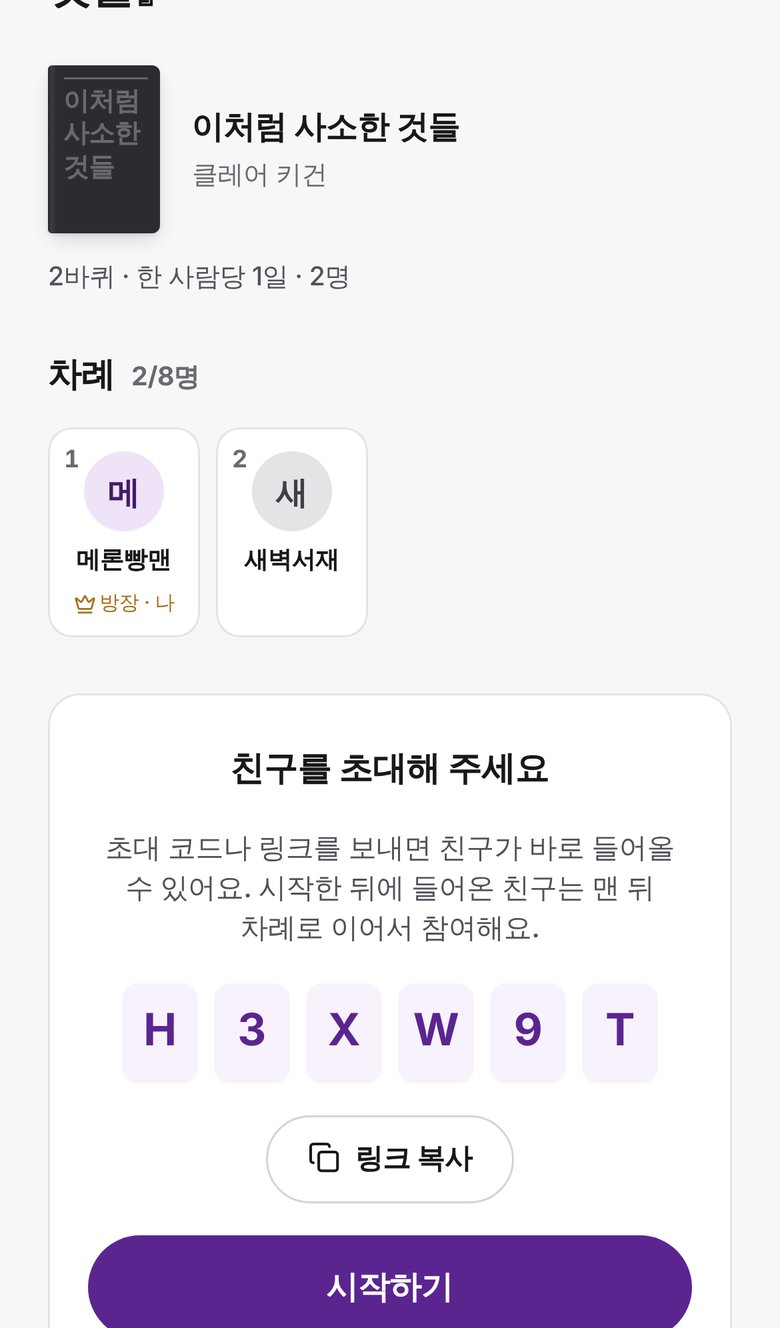 이처럼
사소한
것들
이처럼 사소한 것들
클레어 키건
2바퀴 · 한 사람당 1일 · 2명
차례 2/8명
1
메
메론빵맨
방장 · 나
2
새
새벽서재
친구를 초대해 주세요
초대 코드나 링크를 보내면 친구가 바로 들어올
수 있어요. 시작한 뒤에 들어온 친구는 맨 뒤
차례로 이어서 참여해요.
H 3 X W 9 T
링크 복사
시작하기